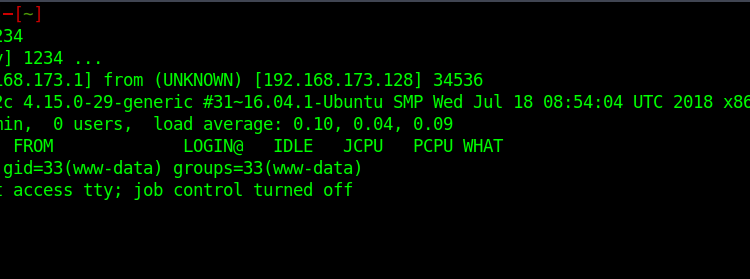 —[~]
234
y] 1234 ...
168.173.1] from (UNKNOWN) [192.168.173.128] 34536
2c 4.15.0-29-generic #31~16.04.1-Ubuntu SMP Wed Jul 18 08:54:04 UTC 2018 x86
min,  0 users,  load average: 0.10, 0.04, 0.09
FROM             LOGIN@   IDLE   JCPU   PCPU WHAT
gid=33(www-data) groups=33(www-data)
t access tty; job control turned off